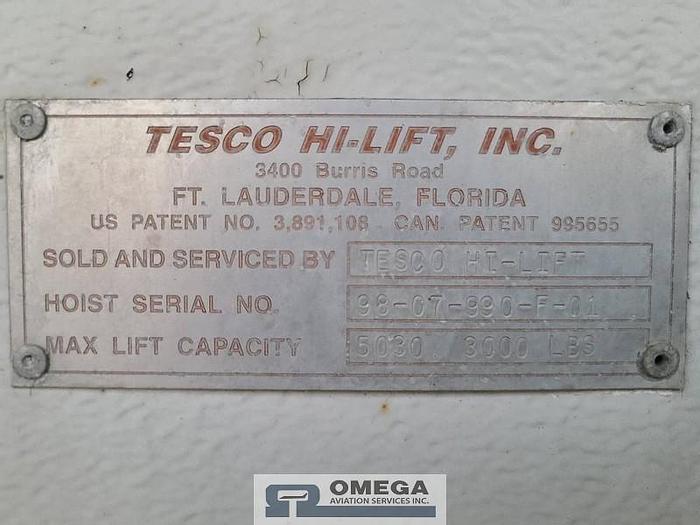 TESCO HI-LIFT, INC.
3400 Burris Road
FT. LAUDERDALE, FLORIDA
US PATENT NO. 3,891,108 CAN. PATENT 995655
SOLD AND SERVICED BY TESCO HI-LIFT
HOIST SERIAL NO. 98-07-990-F-01
MAX LIFT CAPACITY 5030 3000 LBS
OMEGA
AVIATION SERVICES INC.